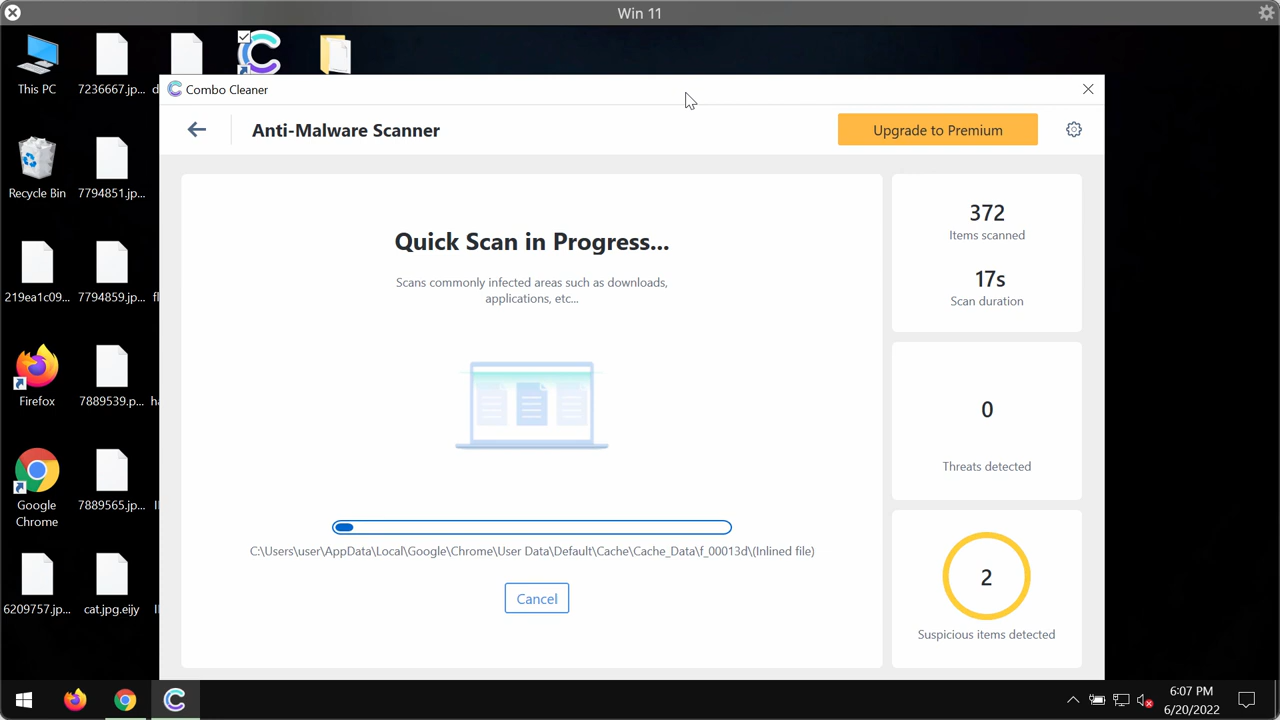 Win 11
This PC
7236667.jp...
Recycle Bin
7794851.jp...
219ea1c09...
7794859.jp...
Firefox
7889539.p...
Google
Chrome
7889565.jp...
6209757.jp...
cat.jpg.eijy
Combo Cleaner
Anti-Malware Scanner
Upgrade to Premium
Quick Scan in Progress...
Scans commonly infected areas such as downloads,
applications, etc...
C:\Users\user\AppData\Local\Google\Chrome\User Data\Default\Cache\Cache_Data\f_00013d\(Inlined file)
Cancel
372
Items scanned
17s
Scan duration
0
Threats detected
2
Suspicious items detected
6:07 PM
6/20/2022